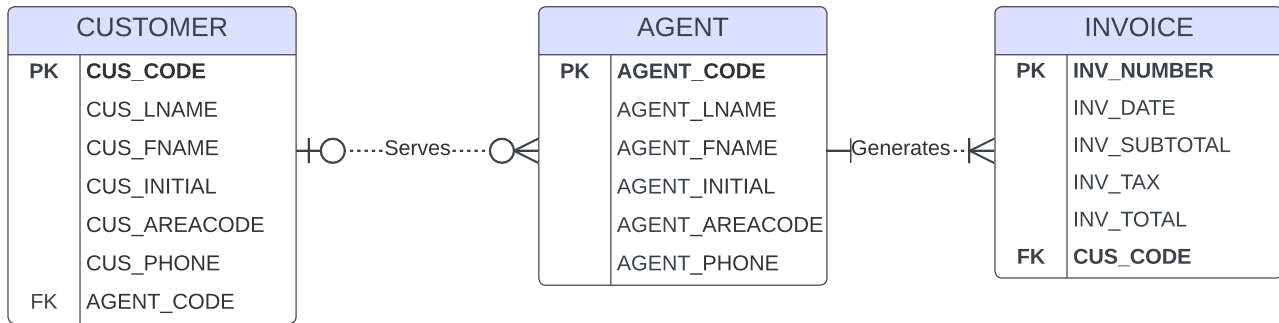 CUSTOMER
PK CUS_CODE
CUS_LNAME
CUS_FNAME
CUS_INITIAL
CUS_AREACODE
CUS_PHONE
FK AGENT_CODE
Serves
AGENT
PK AGENT_CODE
AGENT_LNAME
AGENT_FNAME
AGENT_INITIAL
AGENT_AREACODE
AGENT_PHONE
Generates
INVOICE
PK INV_NUMBER
INV_DATE
INV_SUBTOTAL
INV_TAX
INV_TOTAL
FK CUS_CODE